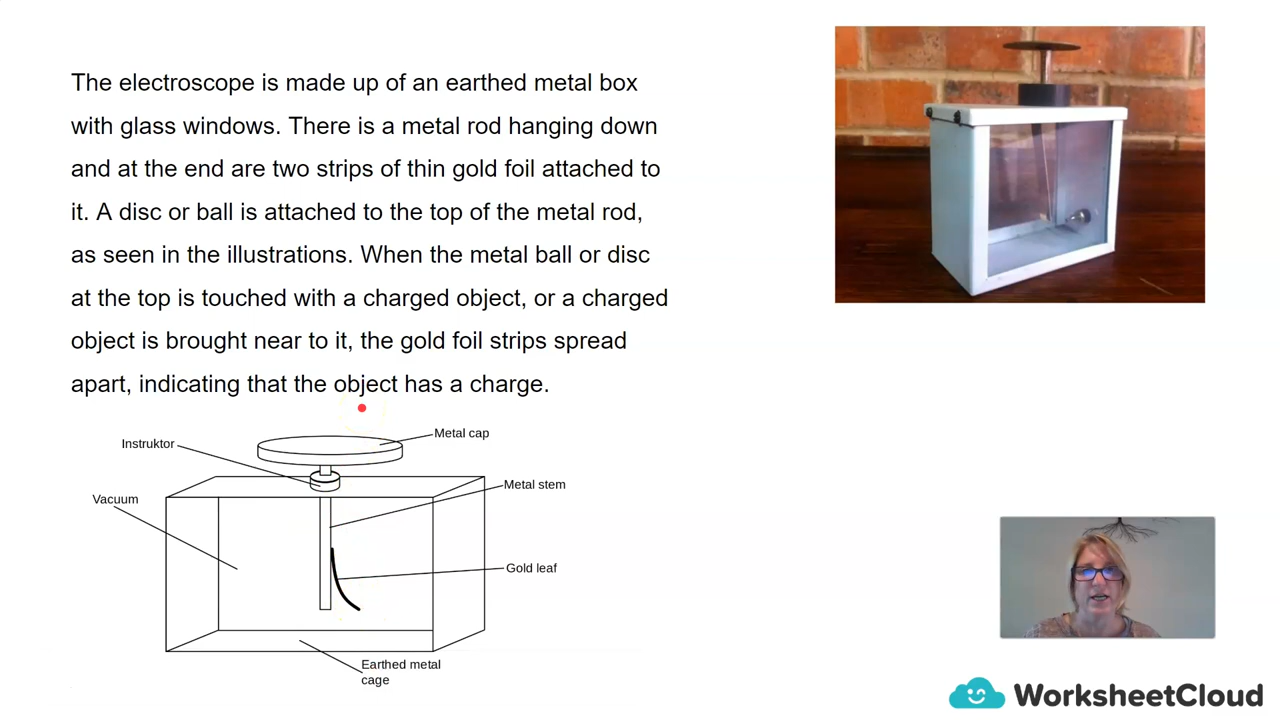 The electroscope is made up of an earthed metal box
with glass windows. There is a metal rod hanging down
and at the end are two strips of thin gold foil attached to
it. A disc or ball is attached to the top of the metal rod,
as seen in the illustrations. When the metal ball or disc
at the top is touched with a charged object, or a charged
object is brought near to it, the gold foil strips spread
apart, indicating that the object has a charge.
Metal cap
Instruktor
Metal stem
Vacuum
Gold leaf
Earthed metal
cage
WorksheetCloud